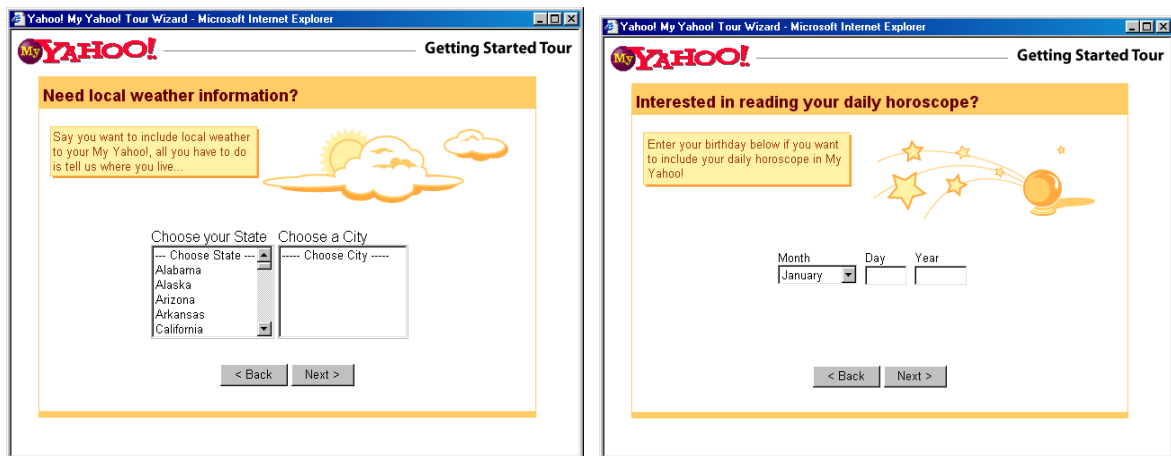 Yahoo! My Yahoo! Tour Wizard - Microsoft Internet Explorer
My YAHOO!
Getting Started Tour
Need local weather information?
Say you want to include local weather
to your My Yahoo!, all you have to do
is tell us where you live...
Choose your State Choose a City
--- Choose State --- ----- Choose City -----
Alabama
Alaska
Arizona
Arkansas
California
< Back Next >
Yahoo! My Yahoo! Tour Wizard - Microsoft Internet Explorer
My YAHOO!
Getting Started Tour
Interested in reading your daily horoscope?
Enter your birthday below if you want
to include your daily horoscope in My
Yahoo!
Month Day Year
January
< Back Next >